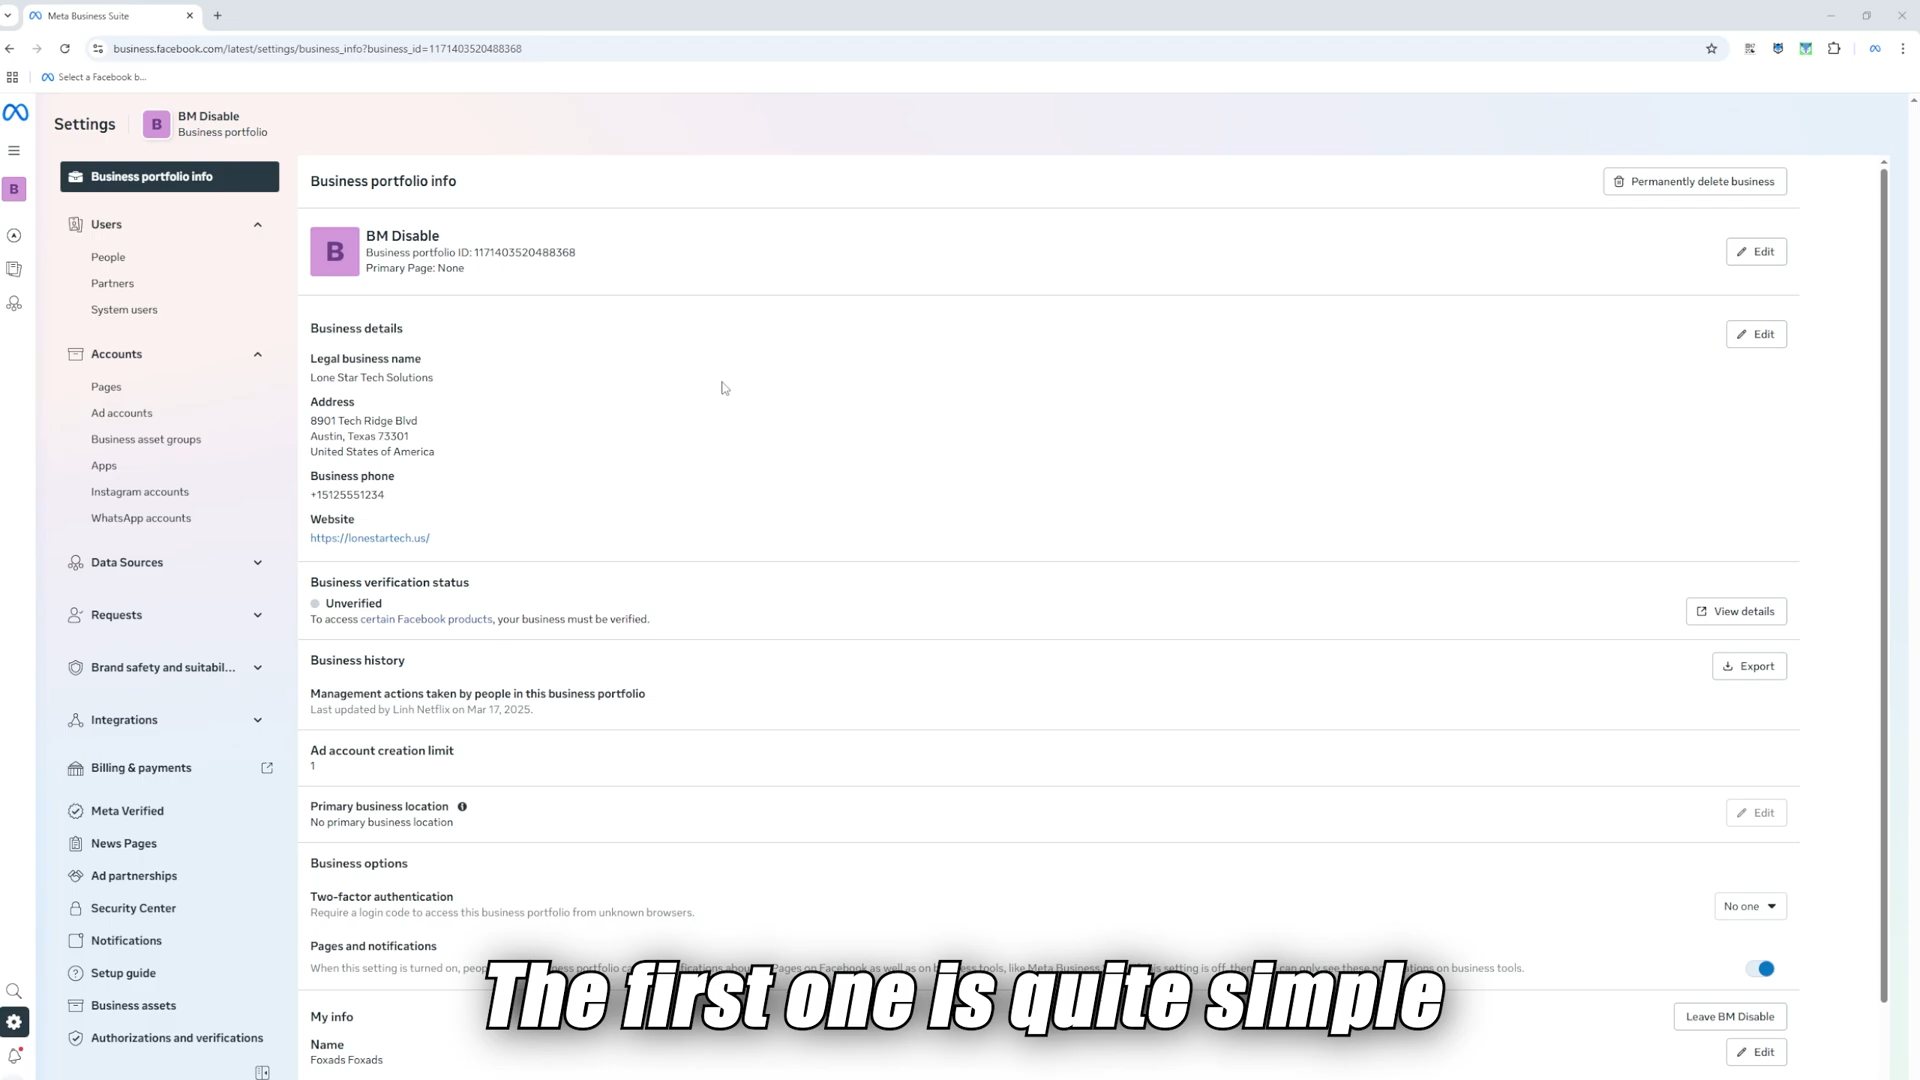 Meta Business Suite
business.facebook.com/latest/settings/business_info?business_id=1171403520488368
Select a Facebook b...
Settings
B
BM Disable
Business portfolio
B
Business portfolio info
Users
People
Partners
System users
Accounts
Pages
Ad accounts
Business asset groups
Apps
Instagram accounts
WhatsApp accounts
Data Sources
Requests
Brand safety and suitabil...
Integrations
Billing & payments
Meta Verified
News Pages
Ad partnerships
Security Center
Notifications
Setup guide
Business assets
Authorizations and verifications
Business portfolio info
Permanently delete business
B
BM Disable
Business portfolio ID: 1171403520488368
Primary Page: None
Edit
Business details
Edit
Legal business name
Lone Star Tech Solutions
Address
8901 Tech Ridge Blvd
Austin, Texas 73301
United States of America
Business phone
+15125551234
Website
https://lonestartech.us/
Business verification status
Unverified
To access certain Facebook products, your business must be verified.
View details
Business history
Export
Management actions taken by people in this business portfolio
Last updated by Linh Netflix on Mar 17, 2025.
Ad account creation limit
1
Primary business location
No primary business location
Edit
Business options
Two-factor authentication
Require a login code to access this business portfolio from unknown browsers.
No one
Pages and notifications
When this setting is turned on, Pages on Facebook as well as on tools, like Meta Business setting is off, can only see these notifications on business tools.
The first one is quite simple
My info
Leave BM Disable
Name
Foxads Foxads
Edit